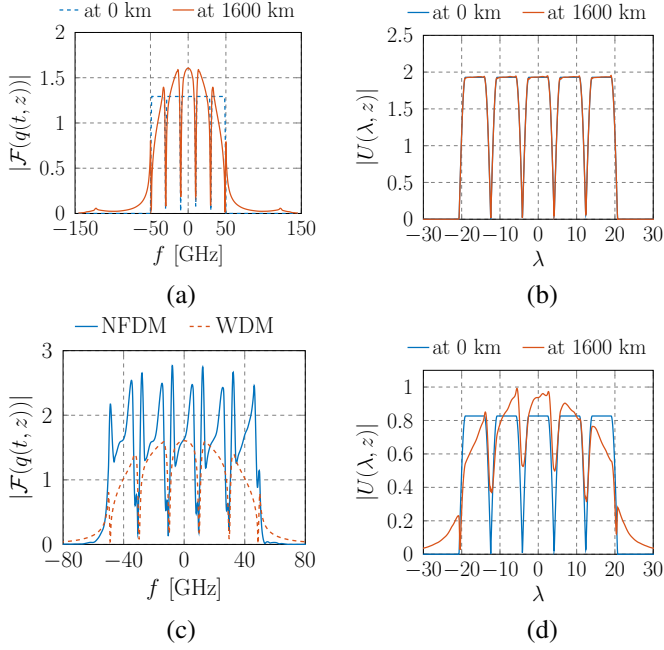 at 0 km at 1600 km
|F(q(t, z))|
2
1.5
1
0.5
0
−150 −50 0 50 150
f [GHz]
(a)
at 0 km at 1600 km
|U(λ, z)|
2.5
2
1.5
1
0.5
0
−30 −20 −10 0 10 20 30
λ
(b)
NFDM WDM
|F(q(t, z))|
3
2
1
0
−80 −40 0 40 80
f [GHz]
(c)
at 0 km at 1600 km
|U(λ, z)|
1
0.8
0.6
0.4
0.2
0
−30 −20 −10 0 10 20 30
λ
(d)